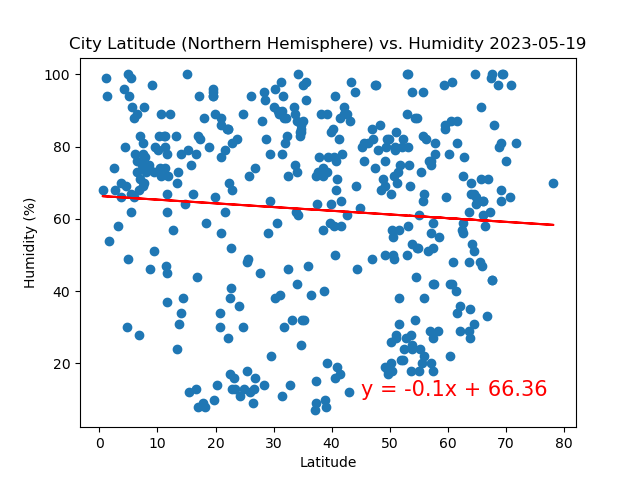 City Latitude (Northern Hemisphere) vs. Humidity 2023-05-19
100
80
60
40
20
Humidity (%)
y = -0.1x + 66.36
0 10 20 30 40 50 60 70 80
Latitude